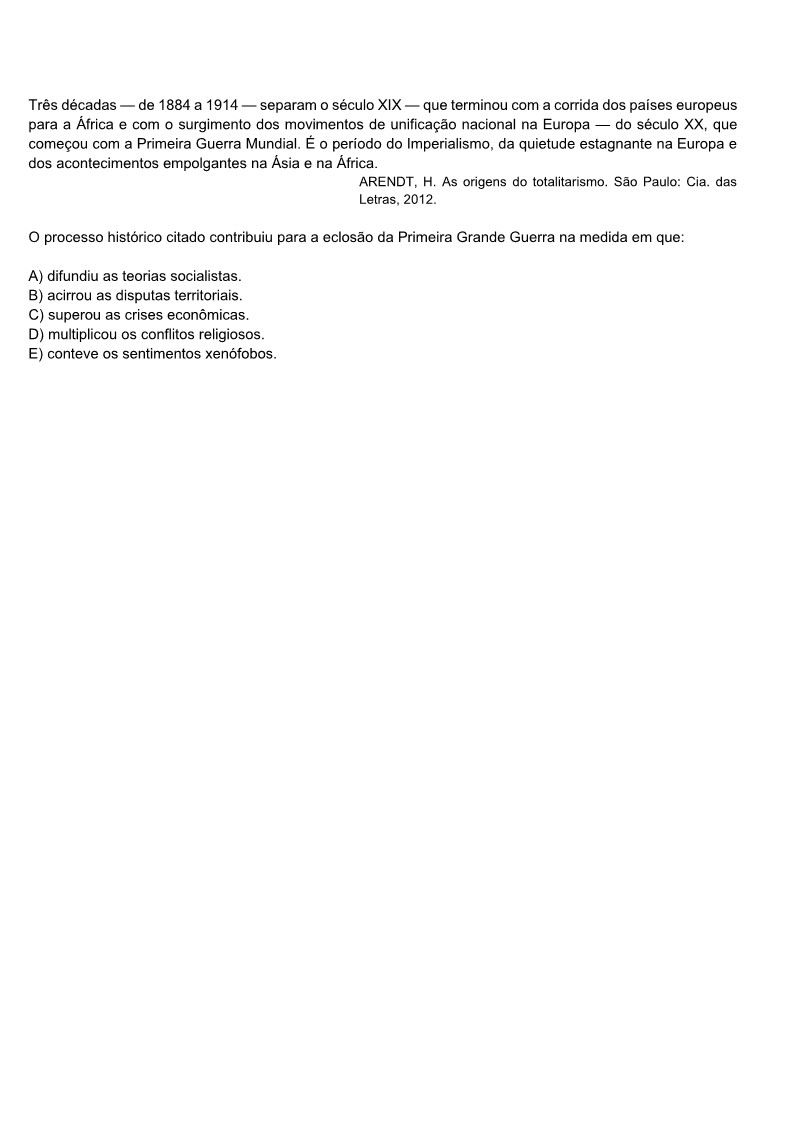 Três décadas — de 1884 a 1914 — separam o século XIX — que terminou com a corrida dos países europeus
para a África e com o surgimento dos movimentos de unificação nacional na Europa — do século XX, que
começou com a Primeira Guerra Mundial. É o período do Imperialismo, da quietude estagnante na Europa e
dos acontecimentos empolgantes na Ásia e na África.
ARENDT, H. As origens do totalitarismo. São Paulo: Cia. das
Letras, 2012.
O processo histórico citado contribuiu para a eclosão da Primeira Grande Guerra na medida em que:
A) difundiu as teorias socialistas.
B) acirrou as disputas territoriais.
C) superou as crises econômicas.
D) multiplicou os conflitos religiosos.
E) conteve os sentimentos xenófobos.